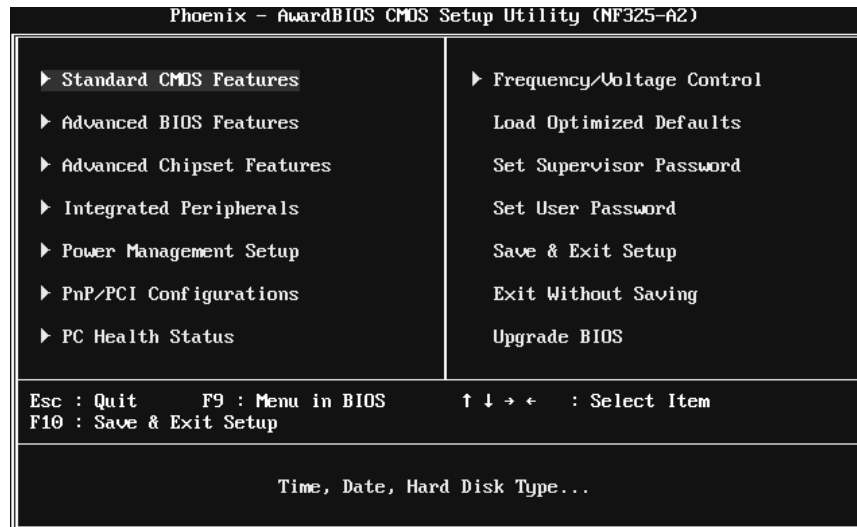 Phoenix - AwardBIOS CMOS Setup Utility (NF325-A2)
Standard CMOS Features
Advanced BIOS Features
Advanced Chipset Features
Integrated Peripherals
Power Management Setup
PnP/PCI Configurations
PC Health Status
Frequency/Voltage Control
Load Optimized Defaults
Set Supervisor Password
Set User Password
Save & Exit Setup
Exit Without Saving
Upgrade BIOS
Esc : Quit F9 : Menu in BIOS ↑ ↓ → ← : Select Item
F10 : Save & Exit Setup
Time, Date, Hard Disk Type...